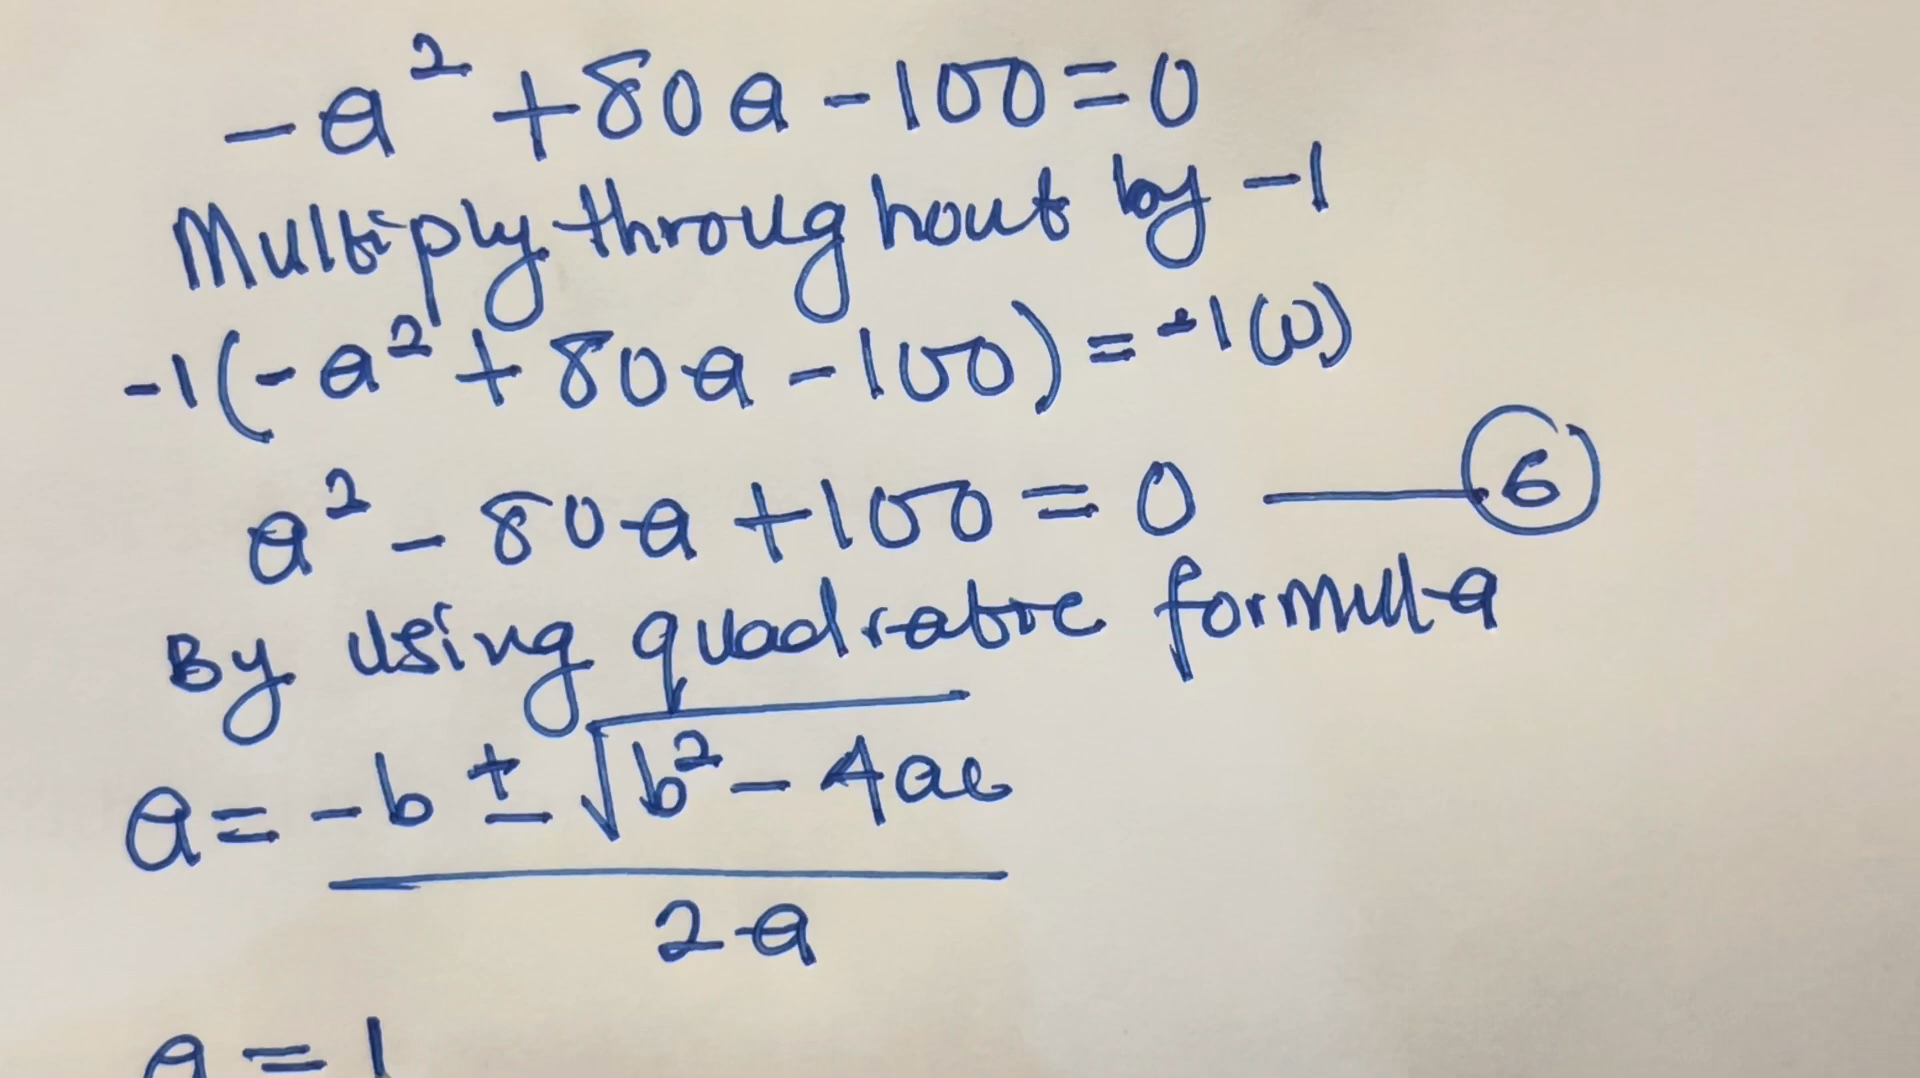 -a² + 80a - 100 = 0
Multiply throughout by -1
-1(-a² + 80a - 100) = -1(0)
a² - 80a + 100 = 0 —— 6
By using quadratic formula
a = -b ± √b² - 4ac
2a
a = 1